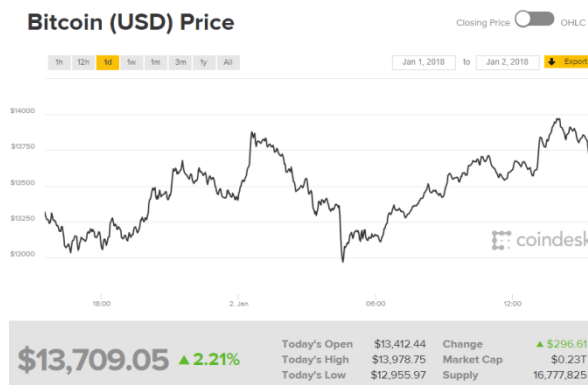 Bitcoin (USD) Price
Closing Price OHLC
1h 12h 1d 1w 1m 3m 1y All
Jan 1, 2018 to Jan 2, 2018 Export
$14000
$13750
$13500
$13250
$13000
coindesk
18:00 2. Jan 06:00 12:00
$13,709.05 ▲ 2.21%
Today's Open $13,412.44 Change ▲ $296.61
Today's High $13,978.75 Market Cap $0.23T
Today's Low $12,955.97 Supply 16,777,825